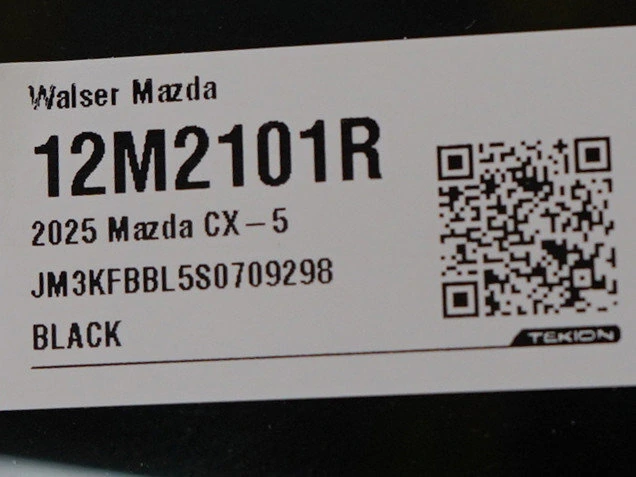 Walser Mazda
12M2101R
2025 Mazda CX-5
JM3KFBBL5S0709298
BLACK
TEKION